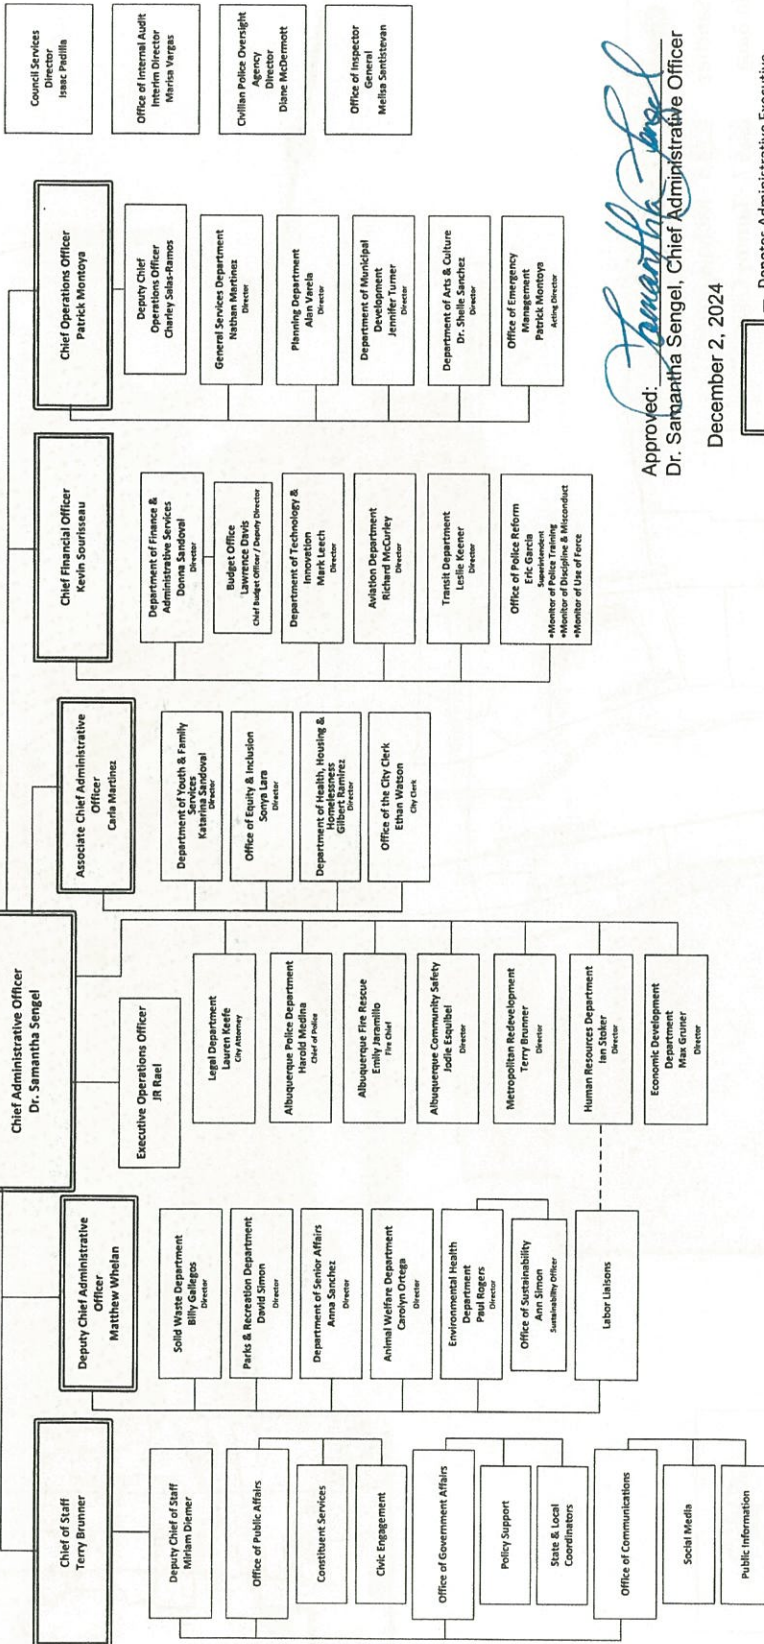 Chief Administrative Officer
Dr. Samantha Sengel
Chief of Staff
Terry Brunner
Deputy Chief of Staff
Miriam Diemer
Office of Public Affairs
Constituent Services
Civic Engagement
Office of Government Affairs
Policy Support
State & Local
Coordinators
Office of Communications
Social Media
Public Information
Deputy Chief Administrative
Officer
Matthew Whelan
Solid Waste Department
Billy Gallegos
Director
Parks & Recreation Department
David Simon
Director
Department of Senior Affairs
Anna Sanchez
Director
Animal Welfare Department
Carolyn Ortega
Director
Environmental Health
Department
Paul Rogers
Director
Office of Sustainability
Ann Simon
Sustainability Officer
Labor Liaisons
Executive Operations Officer
JR Rael
Legal Department
Lauren Keefe
City Attorney
Albuquerque Police Department
Harold Medina
Chief of Police
Albuquerque Fire Rescue
Emily Jaramillo
Fire Chief
Albuquerque Community Safety
Jodie Esquibel
Director
Metropolitan Redevelopment
Terry Brunner
Director
Human Resources Department
Ian Stoker
Director
Economic Development
Department
Max Gruner
Director
Associate Chief Administrative
Officer
Carla Martinez
Department of Youth & Family
Services
Katarina Sandoval
Director
Office of Equity & Inclusion
Sonya Lara
Director
Department of Health, Housing &
Homelessness
Gilbert Ramirez
Director
Office of the City Clerk
Ethan Watson
City Clerk
Chief Financial Officer
Kevin Sourisseau
Department of Finance &
Administrative Services
Donna Sandoval
Director
Budget Office
Lawrence Davis
Chief Budget Officer / Deputy Director
Department of Technology &
Innovation
Mark Leech
Director
Aviation Department
Richard McCurley
Director
Transit Department
Leslie Keener
Director
Office of Police Reform
Eric Garcia
Superintendent
•Monitor of Police Training
•Monitor of Discipline & Misconduct
•Monitor of Use of Force
Chief Operations Officer
Patrick Montoya
Deputy Chief
Operations Officer
Charley Salas-Ramos
General Services Department
Nathan Martinez
Director
Planning Department
Alan Varela
Director
Department of Municipal
Development
Jennifer Turner
Director
Department of Arts & Culture
Dr. Shelle Sanchez
Director
Office of Emergency
Management
Patrick Montoya
Acting Director
Council Services
Director
Isaac Padilla
Office of Internal Audit
Interim Director
Marisa Vargas
Civilian Police Oversight
Agency
Director
Diane McDermott
Office of Inspector
General
Melisa Santistevan
Approved: Samantha Sengel
Dr. Samantha Sengel, Chief Administrative Officer
December 2, 2024
= Denotes Administrative Executive